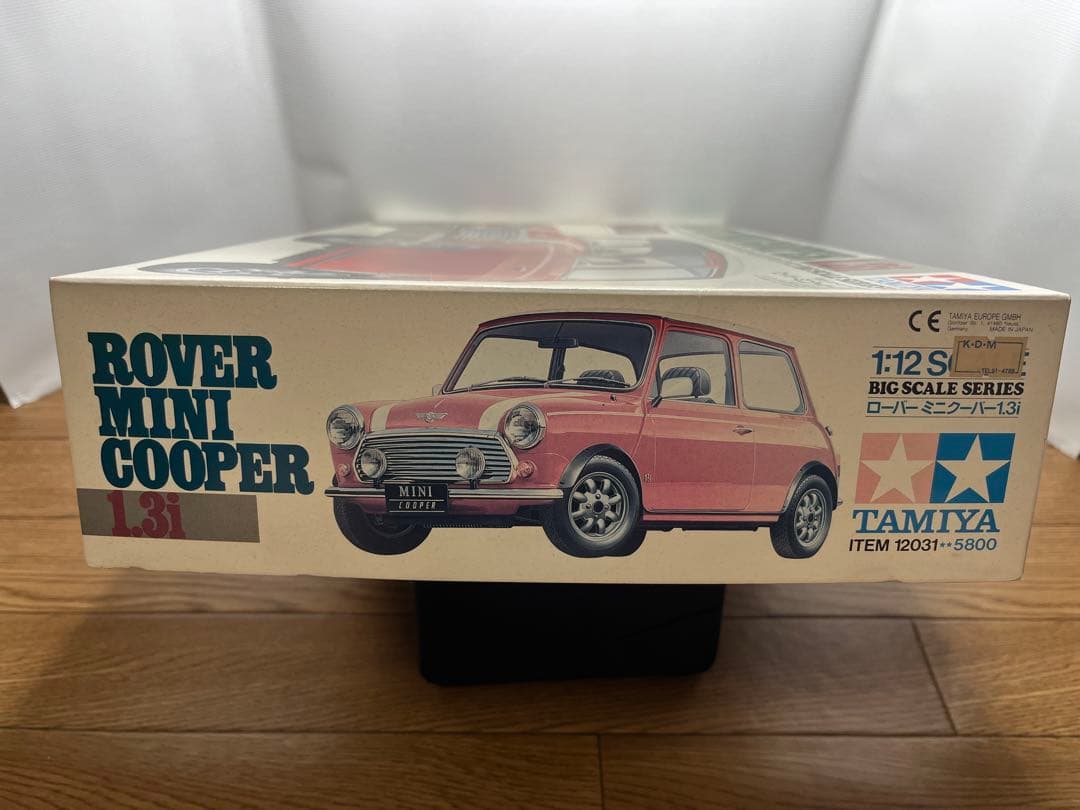 ROVER
MINI
COOPER
1.3i
MINI
COOPER
CE
TAMIYA EUROPE GMBH
Germany MADE IN JAPAN
K·D·M
1:12 S
BIG SCALE SERIES
ローバー ミニクーパー1.3i
TAMIYA
ITEM 12031★★5800